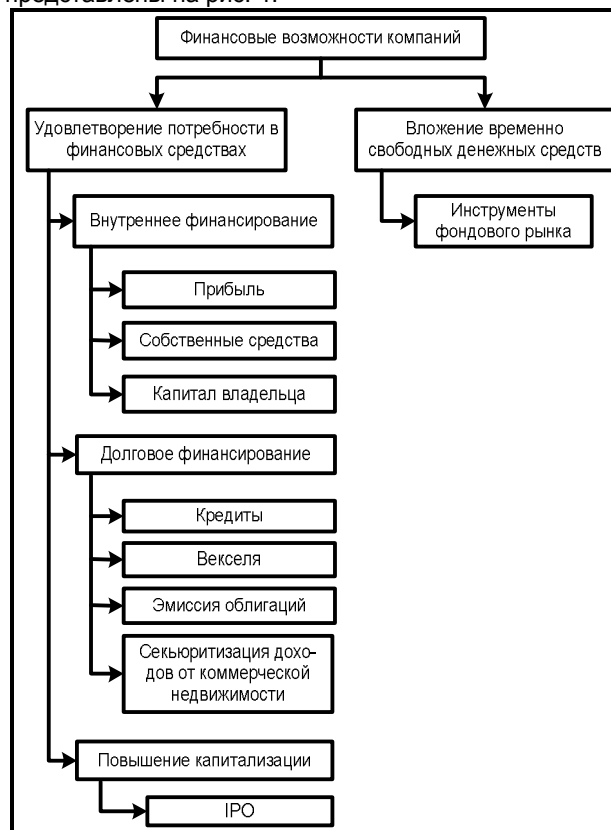 представлены на рис. 1.
Финансовые возможности компаний
Удовлетворение потребности в
финансовых средствах
Вложение временно
свободных денежных средств
Внутреннее финансирование
Инструменты
фондового рынка
Прибыль
Собственные средства
Капитал владельца
Долговое финансирование
Кредиты
Векселя
Эмиссия облигаций
Секьюритизация дохо-
дов от коммерческой
недвижимости
Повышение капитализации
IPO